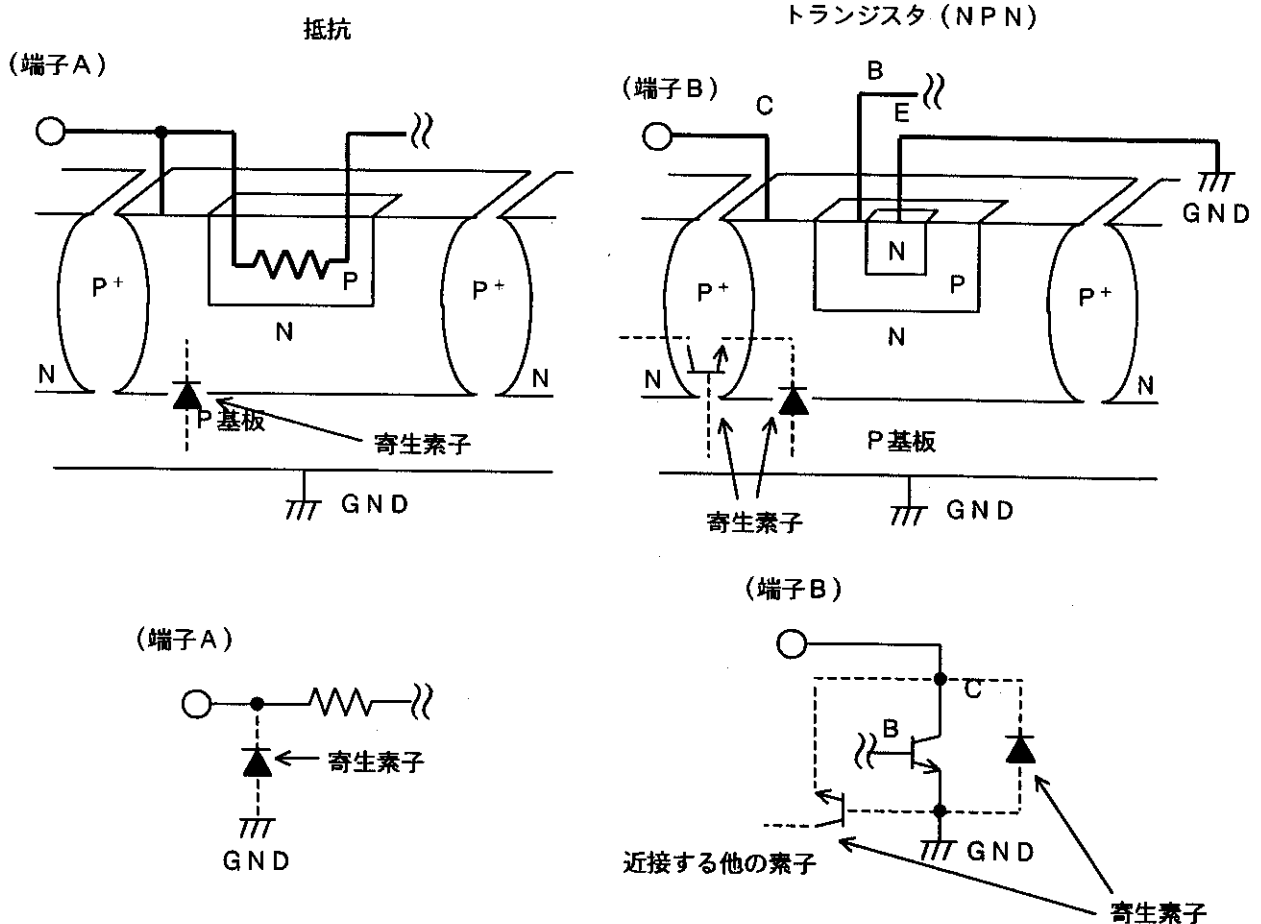 抵抗
(端子A)
P+
P
P+
N
N
N
P基板
寄生素子
GND
トランジスタ (NPN)
(端子B)
C
B
E
GND
N
P
P+
P+
N
N
N
P基板
寄生素子
GND
(端子A)
寄生素子
GND
(端子B)
C
B
近接する他の素子
GND
寄生素子